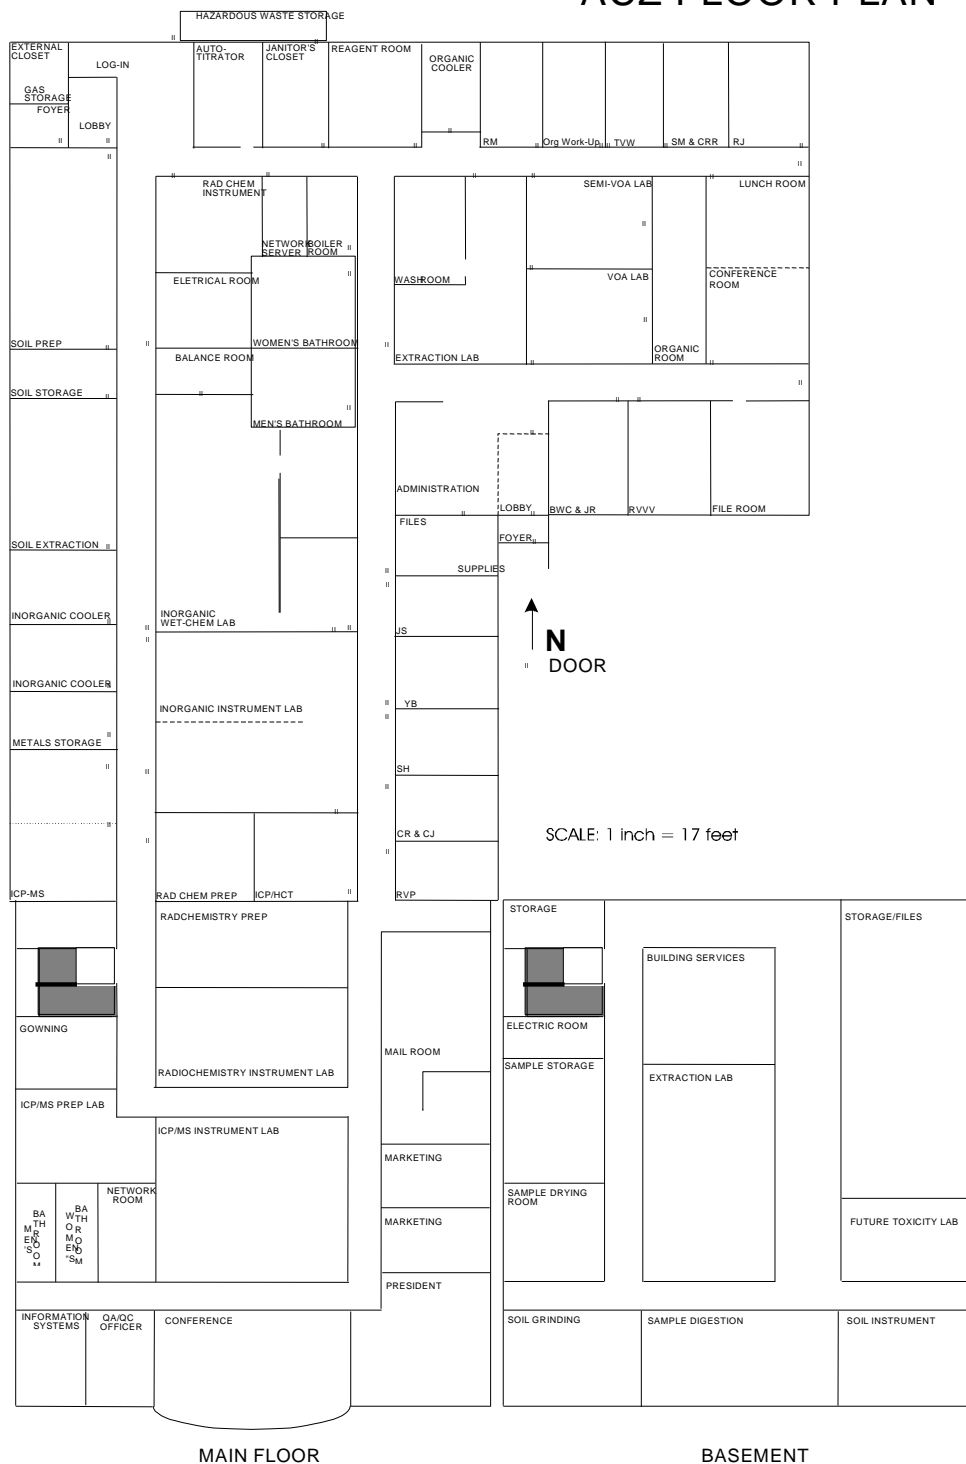 ACZ FLOOR PLAN
HAZARDOUS WASTE STORAGE
EXTERNAL
CLOSET
LOG-IN
AUTO-
TITRATOR
JANITOR'S
CLOSET
REAGENT ROOM
ORGANIC
COOLER
GAS
STORAGE
FOYER
LOBBY
RM
Org Work-Up
TVW
SM & CRR
RJ
RAD CHEM
INSTRUMENT
SEMI-VOA LAB
LUNCH ROOM
NETWORK
SERVER
BOILER
ROOM
ELETRICAL ROOM
WASHROOM
VOA LAB
CONFERENCE
ROOM
SOIL PREP
WOMEN'S BATHROOM
BALANCE ROOM
EXTRACTION LAB
ORGANIC
ROOM
SOIL STORAGE
MEN'S BATHROOM
ADMINISTRATION
LOBBY
BWC & JR
RVVV
FILE ROOM
FILES
FOYER
SOIL EXTRACTION
SUPPLIES
INORGANIC COOLER
INORGANIC
WET-CHEM LAB
JS
N
DOOR
INORGANIC COOLER
INORGANIC INSTRUMENT LAB
YB
METALS STORAGE
SH
CR & CJ
SCALE: 1 inch = 17 feet
ICP-MS
RAD CHEM PREP
ICP/HCT
RVP
RADCHEMISTRY PREP
STORAGE
STORAGE/FILES
BUILDING SERVICES
GOWNING
ELECTRIC ROOM
MAIL ROOM
SAMPLE STORAGE
RADIOCHEMISTRY INSTRUMENT LAB
EXTRACTION LAB
ICP/MS PREP LAB
ICP/MS INSTRUMENT LAB
MARKETING
NETWORK
ROOM
SAMPLE DRYING
ROOM
MEN'S
BATHROOM
WOMEN"S
BATHROOM
MARKETING
FUTURE TOXICITY LAB
PRESIDENT
INFORMATION
SYSTEMS
QA/QC
OFFICER
CONFERENCE
SOIL GRINDING
SAMPLE DIGESTION
SOIL INSTRUMENT
MAIN FLOOR
BASEMENT